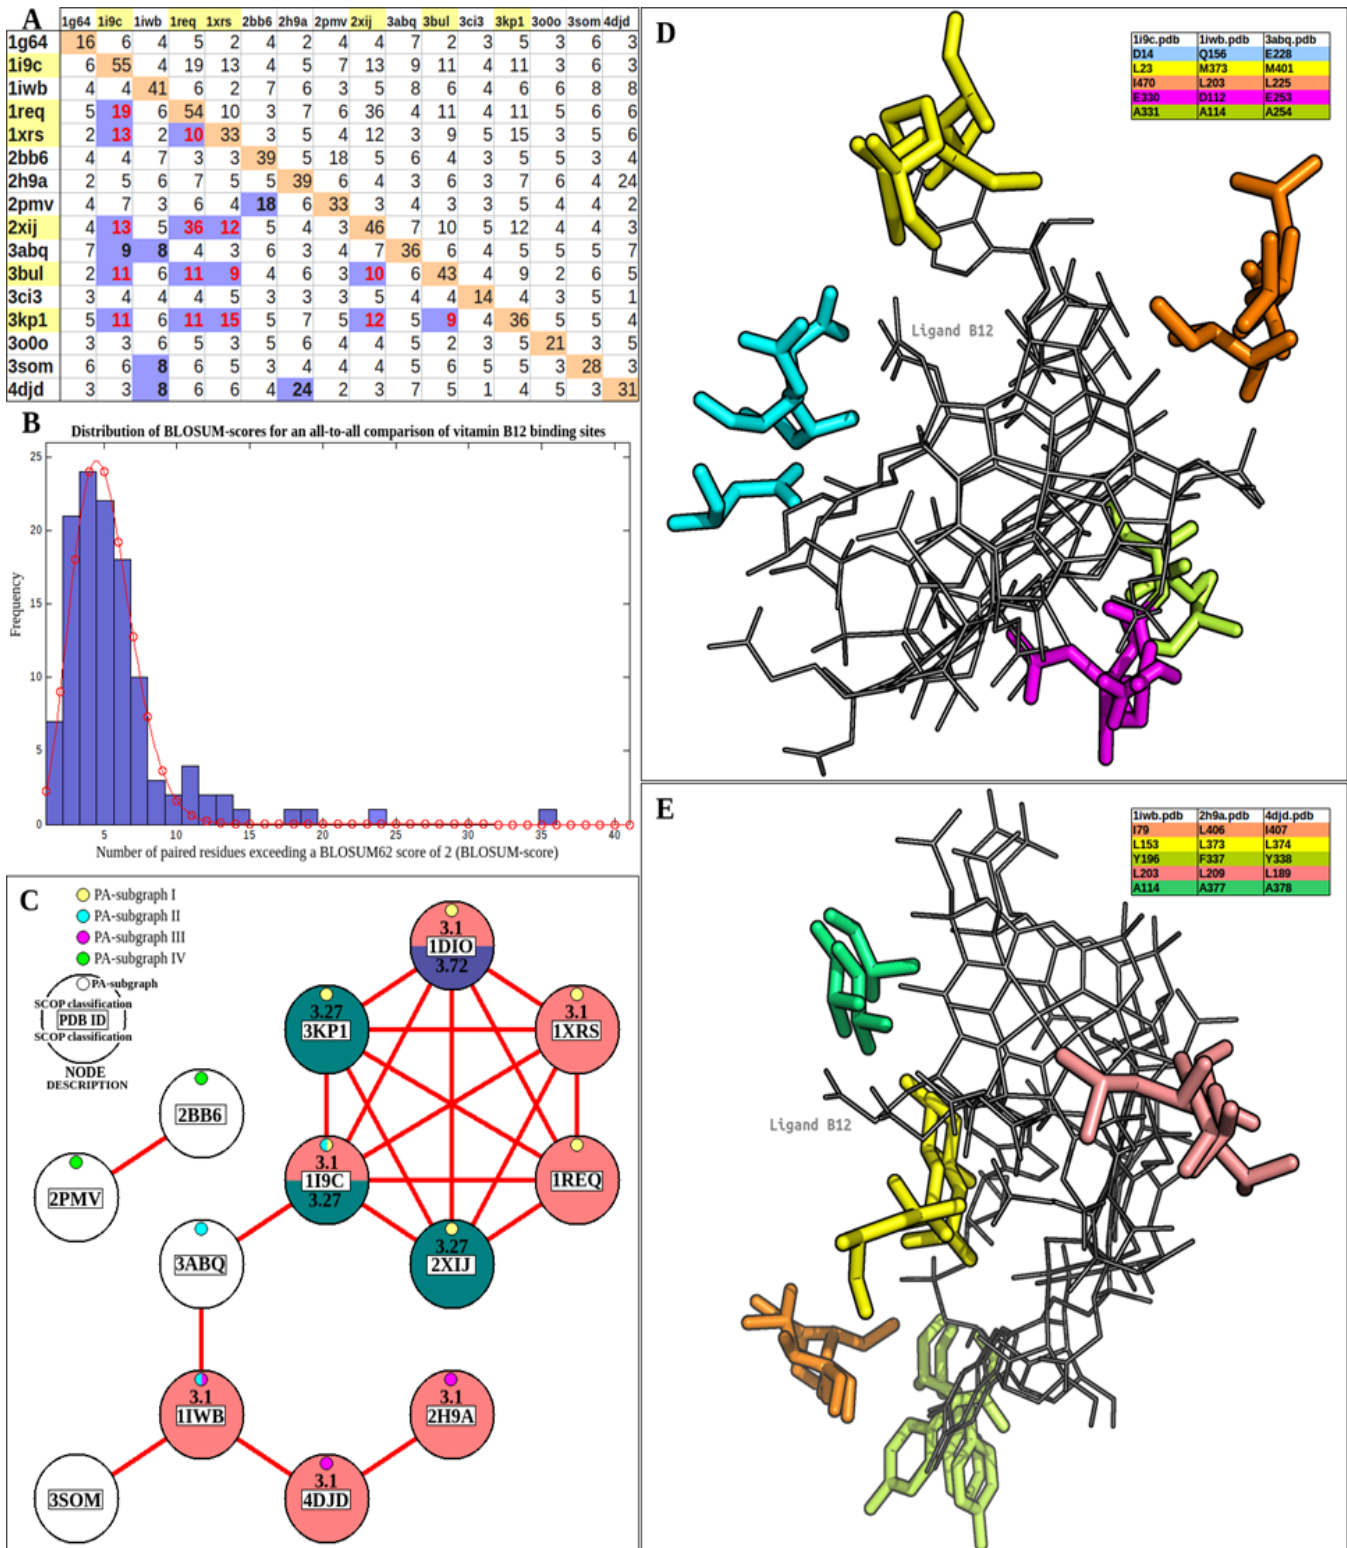 A
1g64 1i9c 1iwb 1req 1xrs 2bb6 2h9a 2pmv 2xij 3abq 3bul 3ci3 3kp1 3o0o 3som 4djd
1g64 16 6 4 5 2 4 2 4 4 7 2 3 5 3 6 3
1i9c 6 55 4 19 13 4 5 7 13 9 11 4 11 3 6 3
1iwb 4 4 41 6 2 7 6 3 5 8 6 4 6 6 8 8
1req 5 19 6 54 10 3 7 6 36 4 11 4 11 5 6 6
1xrs 2 13 2 10 33 3 5 4 12 3 9 5 15 3 5 6
2bb6 4 4 7 3 3 39 5 18 5 6 4 3 5 5 3 4
2h9a 2 5 6 7 5 5 39 6 4 3 6 3 7 6 4 24
2pmv 4 7 3 6 4 18 6 33 3 4 3 3 5 4 4 2
2xij 4 13 5 36 12 5 4 3 46 7 10 5 12 4 4 3
3abq 7 9 8 4 3 6 3 4 7 36 6 4 5 5 5 7
3bul 2 11 6 11 9 4 6 3 10 6 43 4 9 2 6 5
3ci3 3 4 4 4 5 3 3 3 5 4 4 14 4 3 5 1
3kp1 5 11 6 11 15 5 7 5 12 5 9 4 36 5 5 4
3o0o 3 3 6 5 3 5 6 4 4 5 2 3 5 21 3 5
3som 6 6 8 6 5 3 4 4 4 5 6 5 5 3 28 3
4djd 3 3 8 6 6 4 24 2 3 7 5 1 4 5 3 31
B
Distribution of BLOSUM-scores for an all-to-all comparison of vitamin B12 binding sites
25
20
15
10
5
0
Frequency
5 10 15 20 25 30 35 40
Number of paired residues exceeding a BLOSUM62 score of 2 (BLOSUM-score)
C
PA-subgraph I
PA-subgraph II
PA-subgraph III
PA-subgraph IV
PA-subgraph
SCOP classification
PDB ID
SCOP classification
NODE
DESCRIPTION
3.1
1DIO
3.72
3.27
3KP1
3.1
1XRS
3.1
1I9C
3.27
1REQ
3.27
2XIJ
2BB6
2PMV
3ABQ
3.1
1IWB
3.1
2H9A
3SOM
3.1
4DJD
D
1i9c.pdb 1iwb.pdb 3abq.pdb
D14 Q156 E228
L23 M373 M401
I470 L203 L225
E330 D112 E253
A331 A114 A254
Ligand B12
E
1iwb.pdb 2h9a.pdb 4djd.pdb
I79 L406 I407
L153 L373 L374
Y196 F337 Y338
L203 L209 L189
A114 A377 A378
Ligand B12